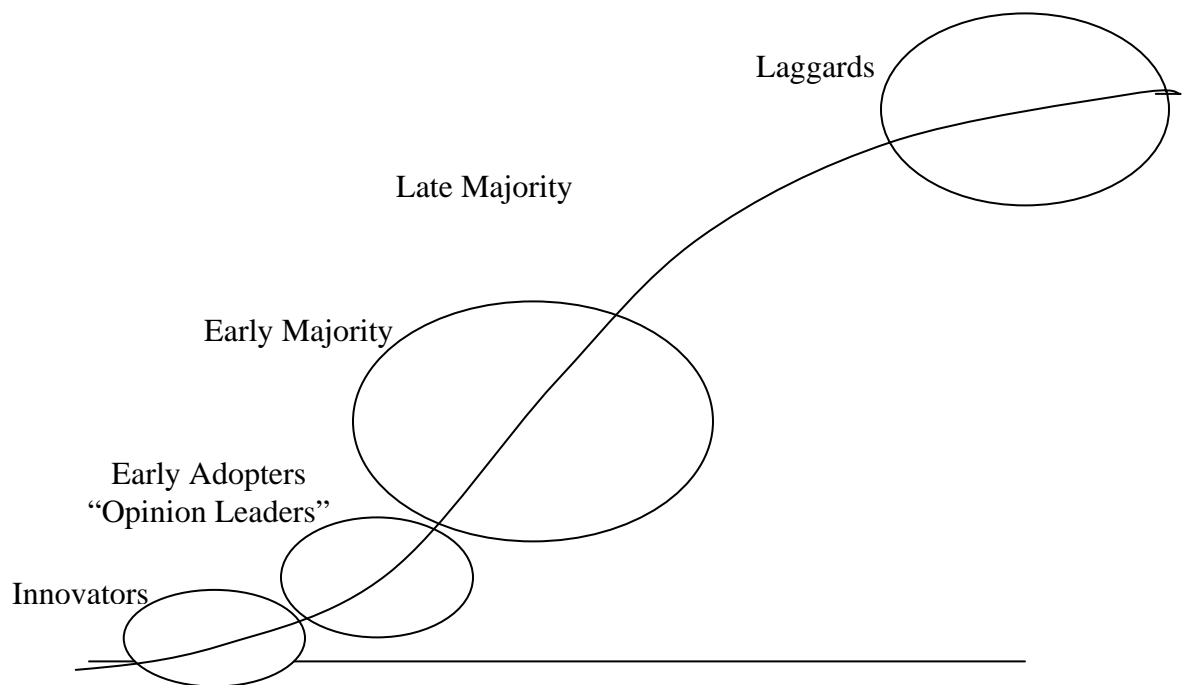 Laggards
Late Majority
Early Majority
Early Adopters
“Opinion Leaders”
Innovators